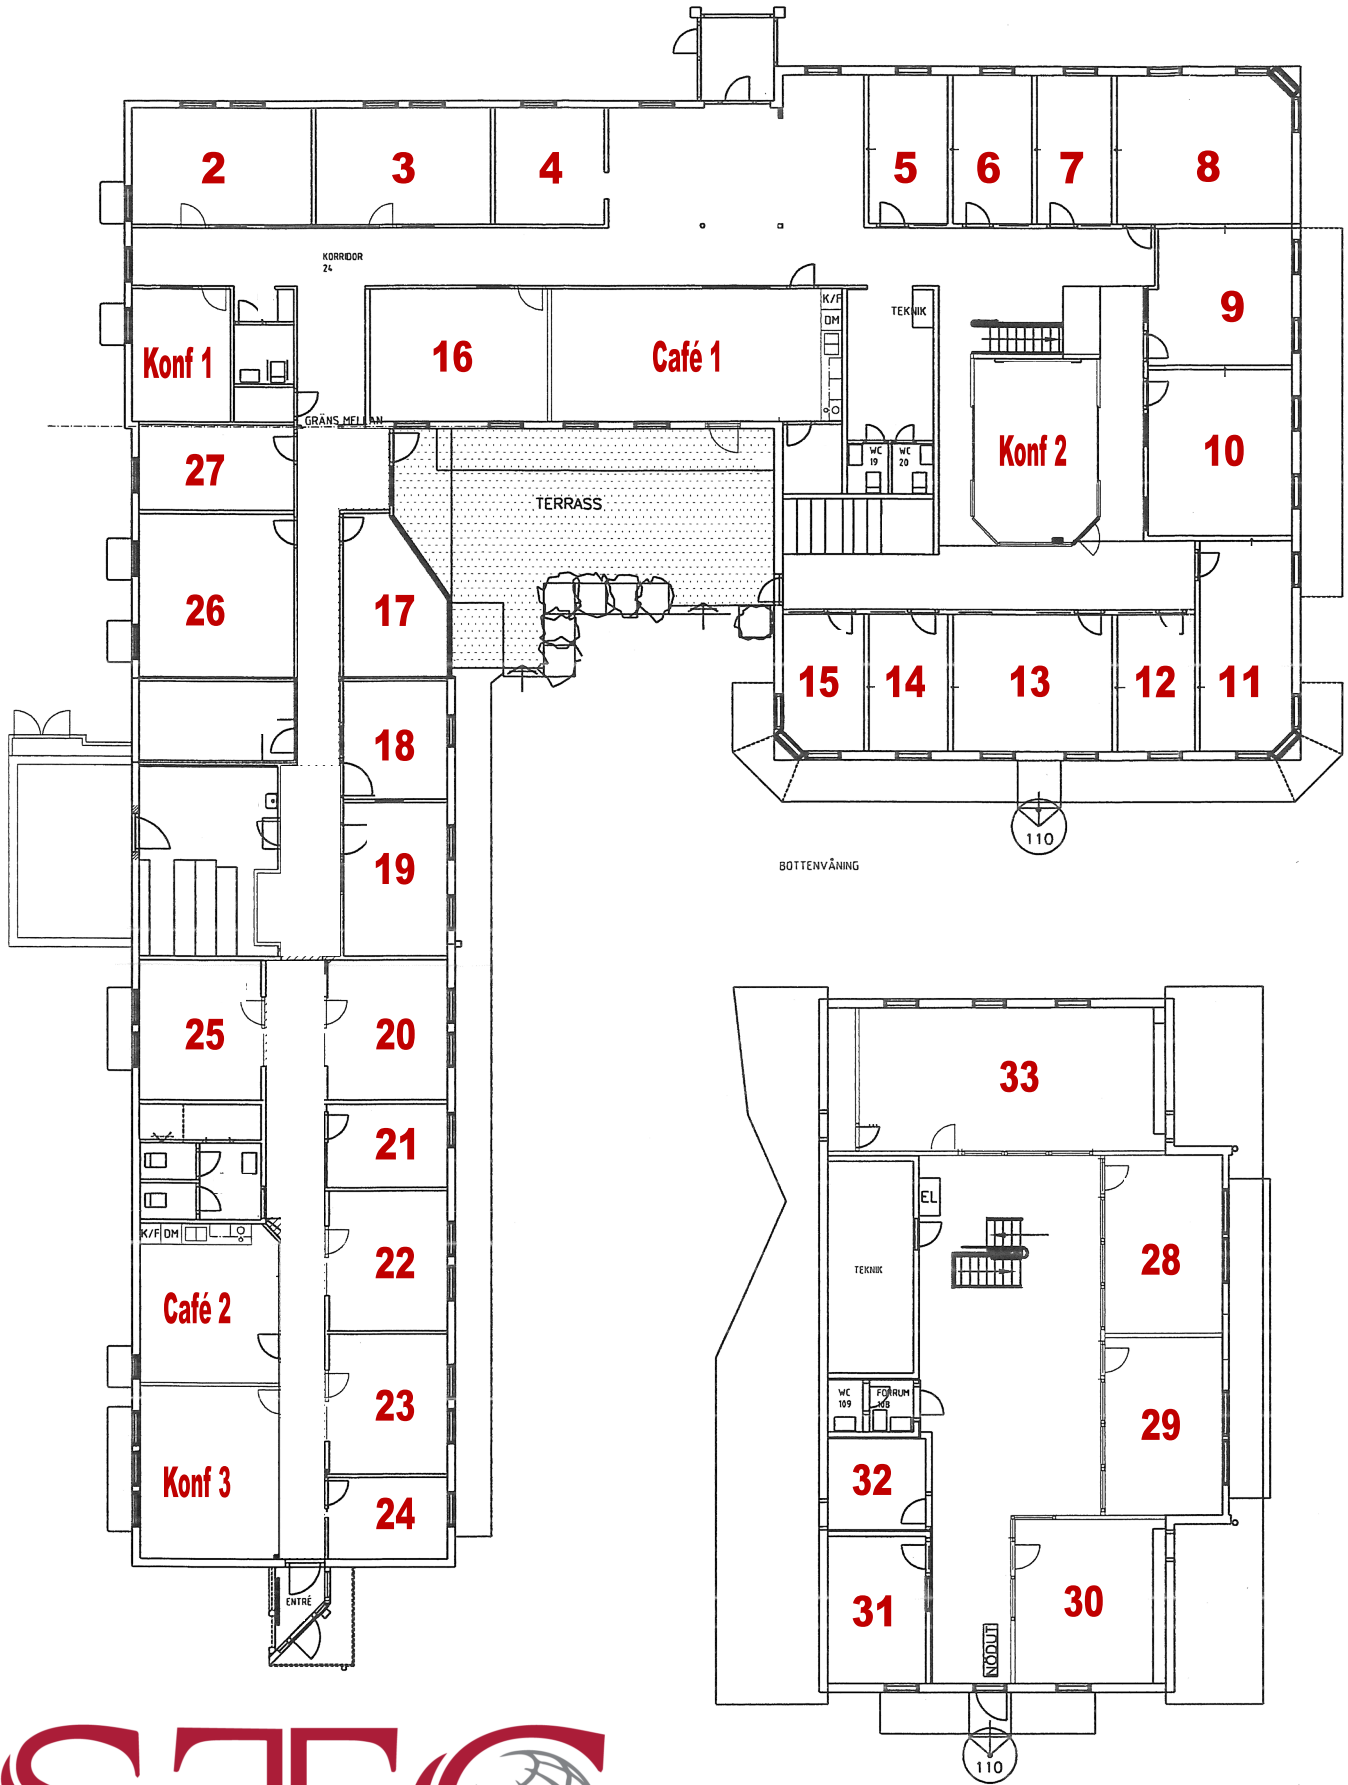 2
3
4
5
6
7
8
KORRIDOR
24
K/F
DM
TEKNIK
9
Konf 1
16
Café 1
GRÄNS MELLAN
27
WC
19
WC
20
Konf 2
10
TERRASS
26
17
15
14
13
12
11
18
110
19
BOTTENVÅNING
25
20
33
21
EL
K/F DM
22
28
TEKNIK
Café 2
23
WC
109
FÖRRUM
108
29
Konf 3
32
24
ENTRÉ
31
30
NÖDUT
110
STC